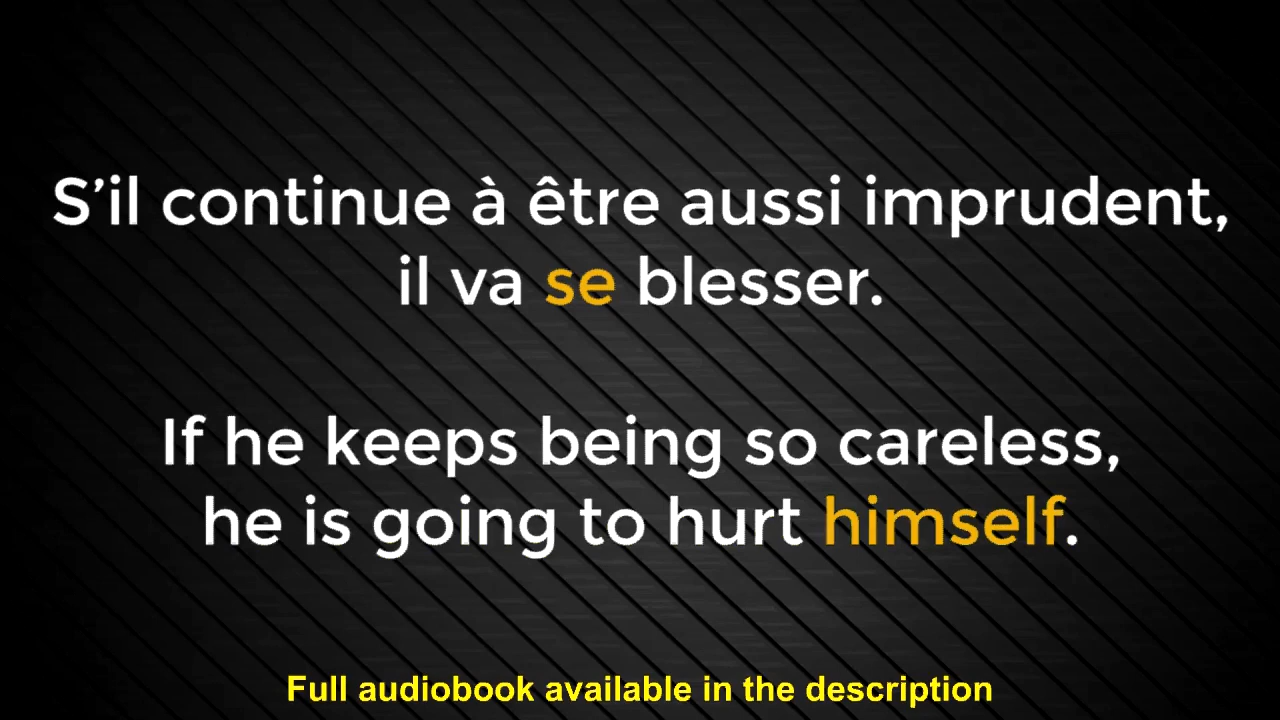 S’il continue à être aussi imprudent,
il va se blesser.
If he keeps being so careless,
he is going to hurt himself.
Full audiobook available in the description